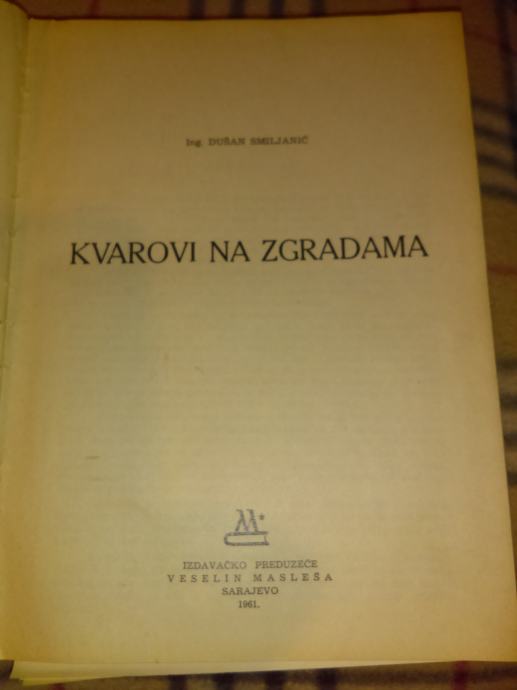 Ing. DUŠAN SMILJANIĆ
KVAROVI NA ZGRADAMA
M
IZDAVAČKO PREDUZEĆE
VESELIN MASLEŠA
SARAJEVO
1961.